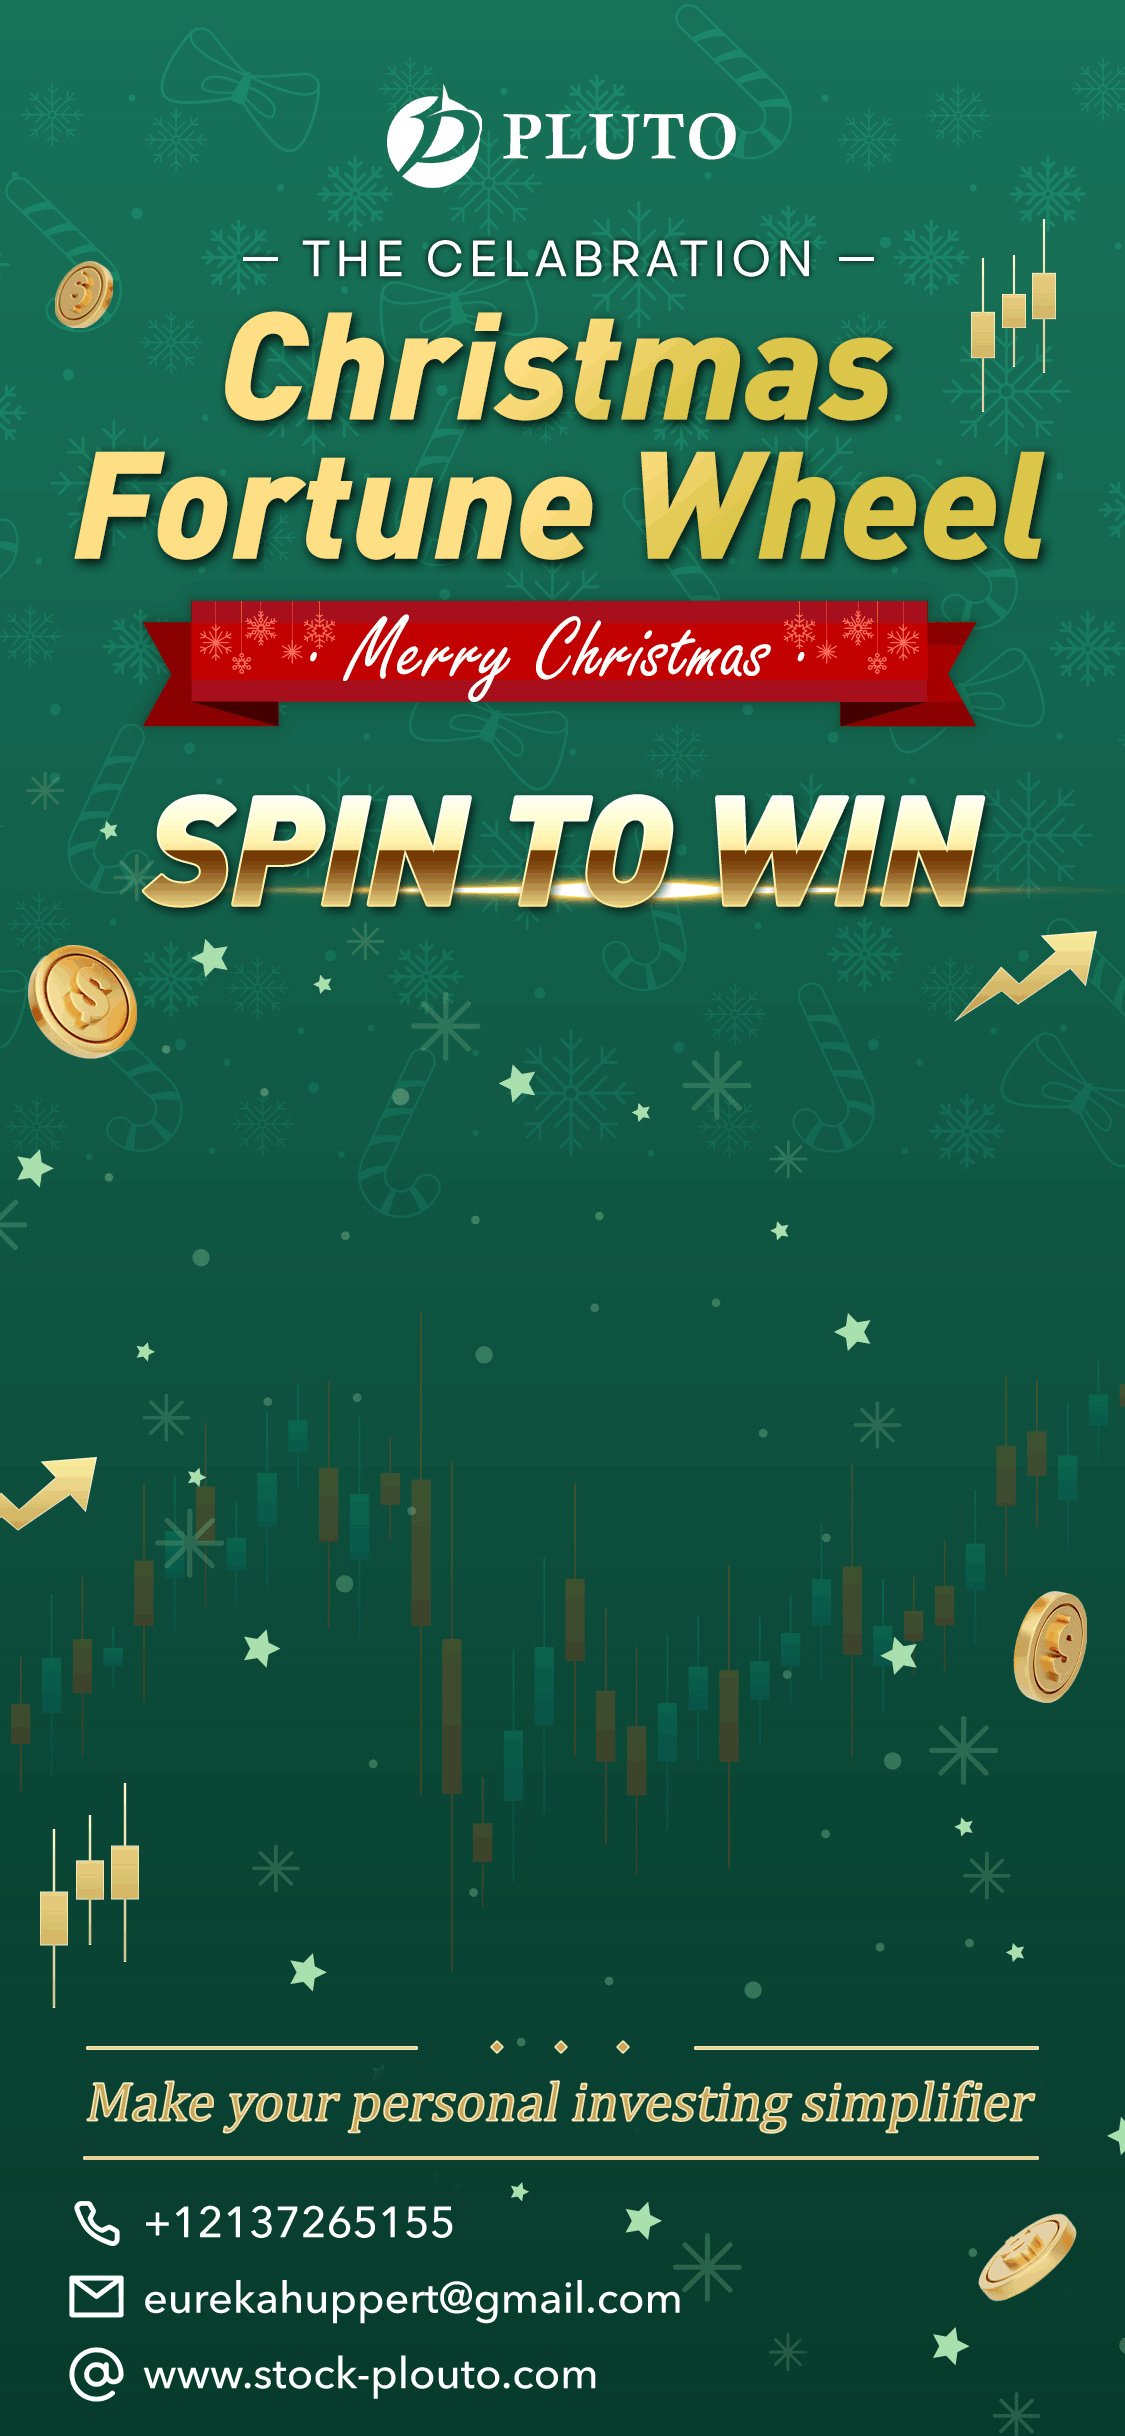 PLUTO
— THE CELABRATION —
Christmas
Fortune Wheel
· Merry Christmas ·
SPIN TO WIN
Make your personal investing simplifier
+12137265155
eurekahuppert@gmail.com
www.stock-plouto.com